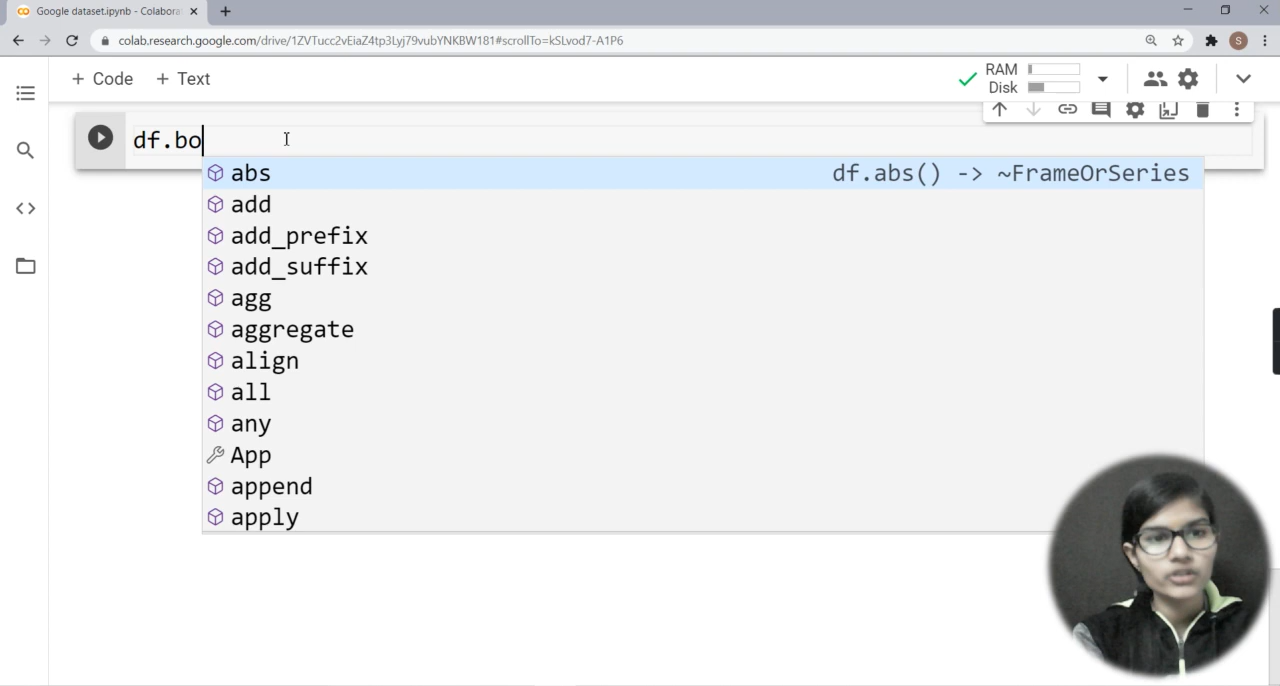 Google dataset.ipynb - Colabora
colab.research.google.com/drive/1ZVTucc2vEiaZ4tp3Lyj79vubYNKBW181#scrollTo=kSLvod7-A1P6
S
+ Code + Text
RAM
Disk
df.bo
abs df.abs() -> ~FrameOrSeries
add
add_prefix
add_suffix
agg
aggregate
align
all
any
App
append
apply